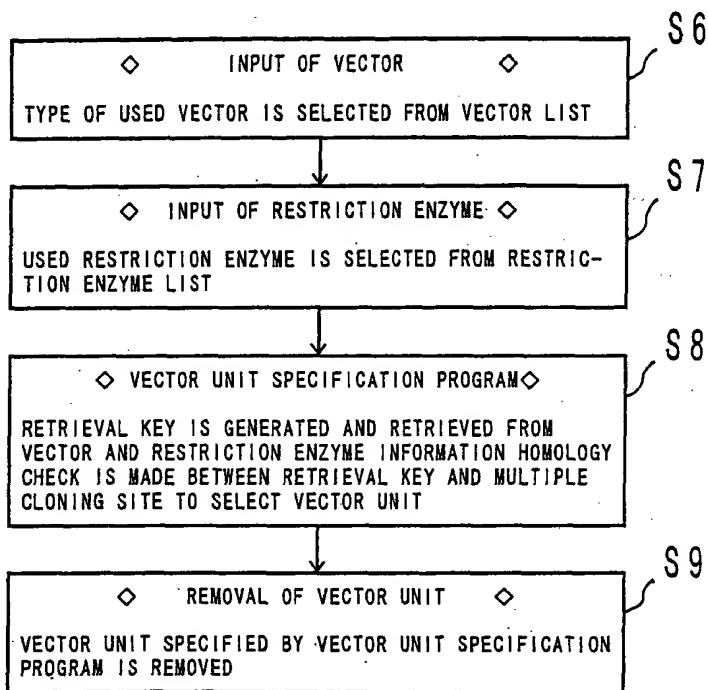 S6
◇ INPUT OF VECTOR ◇
TYPE OF USED VECTOR IS SELECTED FROM VECTOR LIST
S7
◇ INPUT OF RESTRICTION ENZYME ◇
USED RESTRICTION ENZYME IS SELECTED FROM RESTRIC-
TION ENZYME LIST
S8
◇ VECTOR UNIT SPECIFICATION PROGRAM ◇
RETRIEVAL KEY IS GENERATED AND RETRIEVED FROM
VECTOR AND RESTRICTION ENZYME INFORMATION HOMOLOGY
CHECK IS MADE BETWEEN RETRIEVAL KEY AND MULTIPLE
CLONING SITE TO SELECT VECTOR UNIT
S9
◇ REMOVAL OF VECTOR UNIT ◇
VECTOR UNIT SPECIFIED BY VECTOR UNIT SPECIFICATION
PROGRAM IS REMOVED